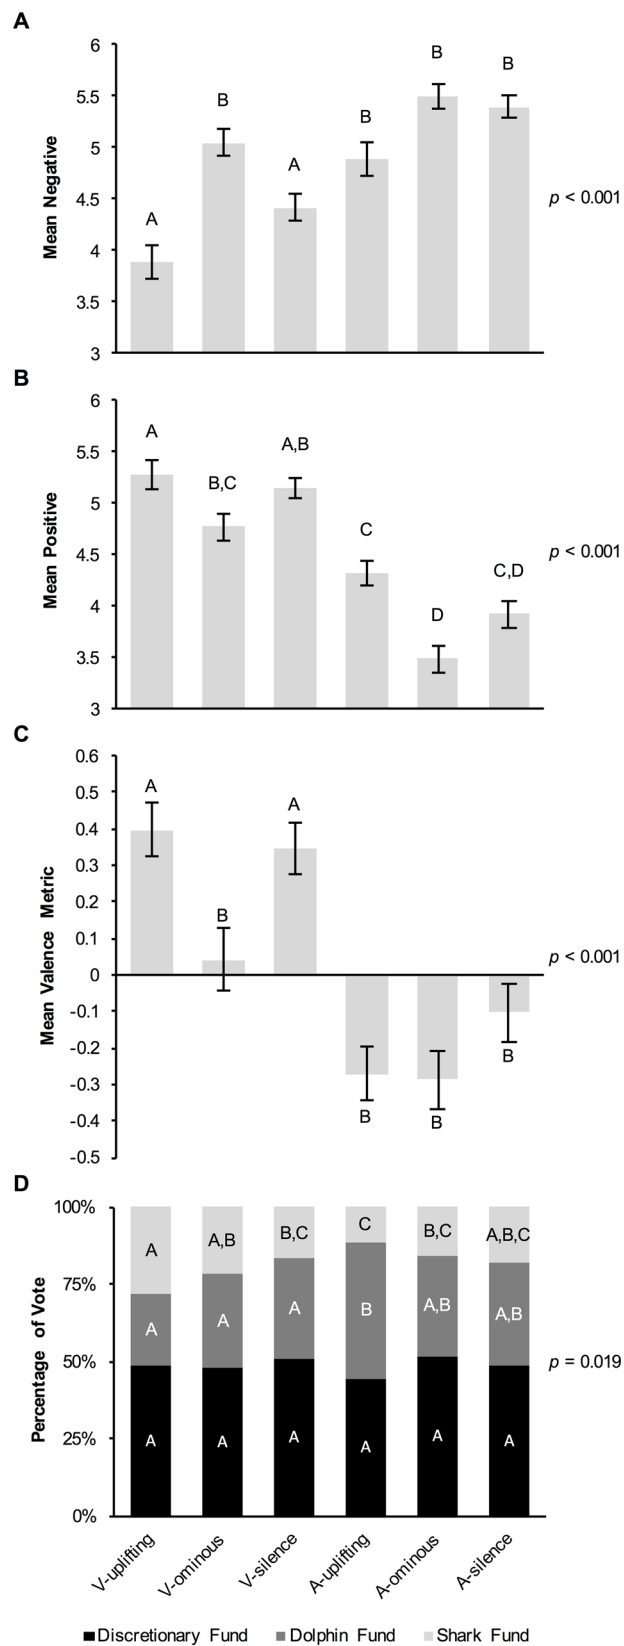 A
6
5.5
5
4.5
4
3.5
3
Mean Negative
A
B
A
B
B
B
p < 0.001
B
6
5.5
5
4.5
4
3.5
3
Mean Positive
A
B,C
A,B
C
D
C,D
p < 0.001
C
0.6
0.5
0.4
0.3
0.2
0.1
0
-0.1
-0.2
-0.3
-0.4
-0.5
Mean Valence Metric
A
B
A
B
B
B
p < 0.001
D
100%
75%
50%
25%
0%
Percentage of Vote
A
A,B
B,C
C
B,C
A,B,C
A
A
A
B
A,B
A,B
A
A
A
A
A
A
p = 0.019
V-uplifting
V-ominous
V-silence
A-uplifting
A-ominous
A-silence
Discretionary Fund Dolphin Fund Shark Fund